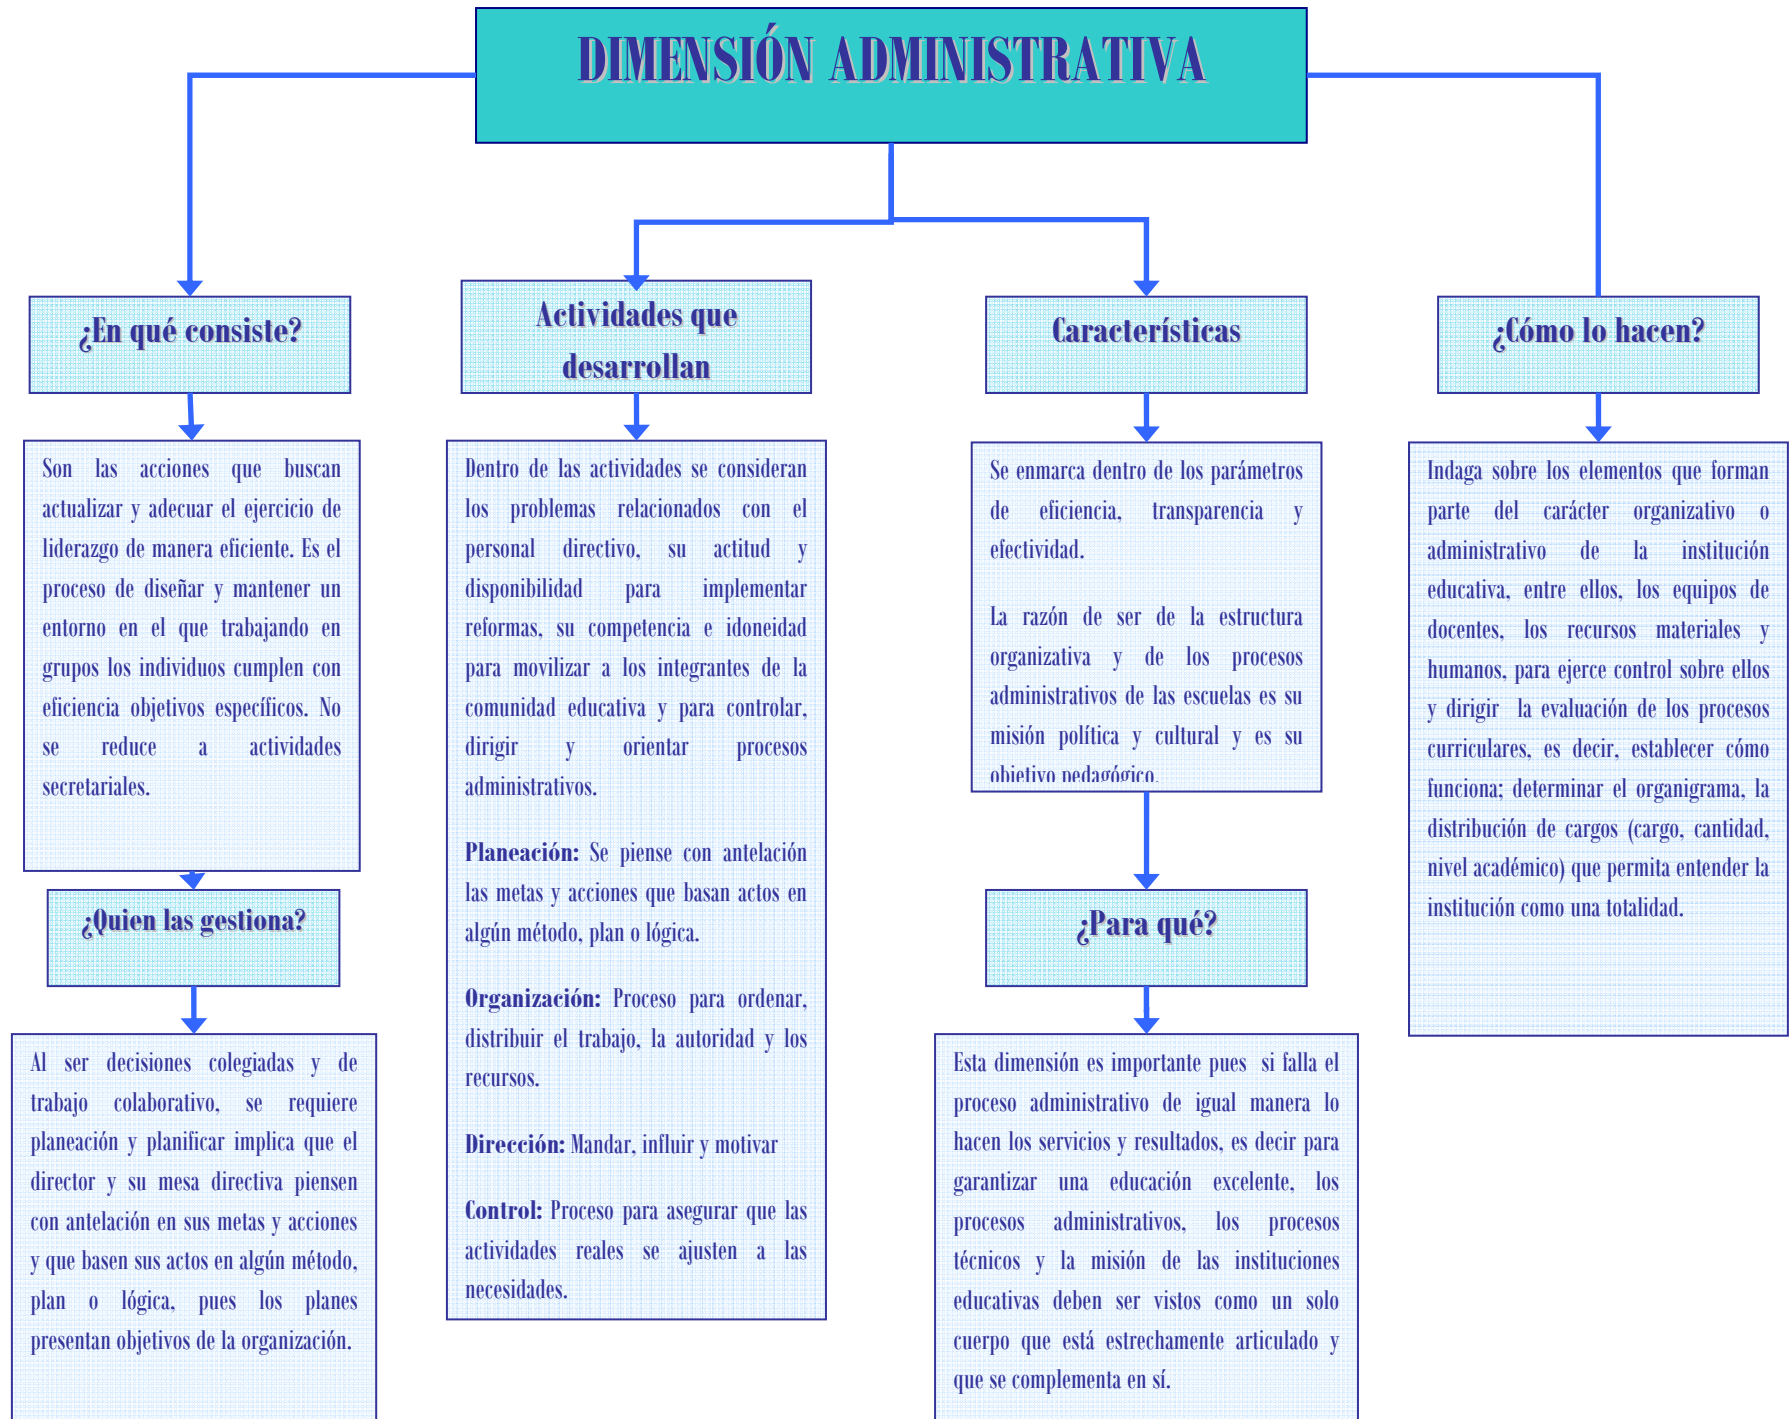 DIMENSIÓN ADMINISTRATIVA
¿En qué consiste?
Son las acciones que buscan
actualizar y adecuar el ejercicio de
liderazgo de manera eficiente. Es el
proceso de diseñar y mantener un
entorno en el que trabajando en
grupos los individuos cumplen con
eficiencia objetivos específicos. No
se reduce a actividades
secretariales.
¿Quien las gestiona?
Al ser decisiones colegiadas y de
trabajo colaborativo, se requiere
planeación y planificar implica que el
director y su mesa directiva piensen
con antelación en sus metas y acciones
y que basen sus actos en algún método,
plan o lógica, pues los planes
presentan objetivos de la organización.
Actividades que
desarrollan
Dentro de las actividades se consideran
los problemas relacionados con el
personal directivo, su actitud y
disponibilidad para implementar
reformas, su competencia e idoneidad
para movilizar a los integrantes de la
comunidad educativa y para controlar,
dirigir y orientar procesos
administrativos.
Planeación: Se piense con antelación
las metas y acciones que basan actos en
algún método, plan o lógica.
Organización: Proceso para ordenar,
distribuir el trabajo, la autoridad y los
recursos.
Dirección: Mandar, influir y motivar
Control: Proceso para asegurar que las
actividades reales se ajusten a las
necesidades.
Características
Se enmarca dentro de los parámetros
de eficiencia, transparencia y
efectividad.
La razón de ser de la estructura
organizativa y de los procesos
administrativos de las escuelas es su
misión política y cultural y es su
objetivo pedagógico.
¿Para qué?
Esta dimensión es importante pues si falla el
proceso administrativo de igual manera lo
hacen los servicios y resultados, es decir para
garantizar una educación excelente, los
procesos administrativos, los procesos
técnicos y la misión de las instituciones
educativas deben ser vistos como un solo
cuerpo que está estrechamente articulado y
que se complementa en sí.
¿Cómo lo hacen?
Indaga sobre los elementos que forman
parte del carácter organizativo o
administrativo de la institución
educativa, entre ellos, los equipos de
docentes, los recursos materiales y
humanos, para ejerce control sobre ellos
y dirigir la evaluación de los procesos
curriculares, es decir, establecer cómo
funciona; determinar el organigrama, la
distribución de cargos (cargo, cantidad,
nivel académico) que permita entender la
institución como una totalidad.